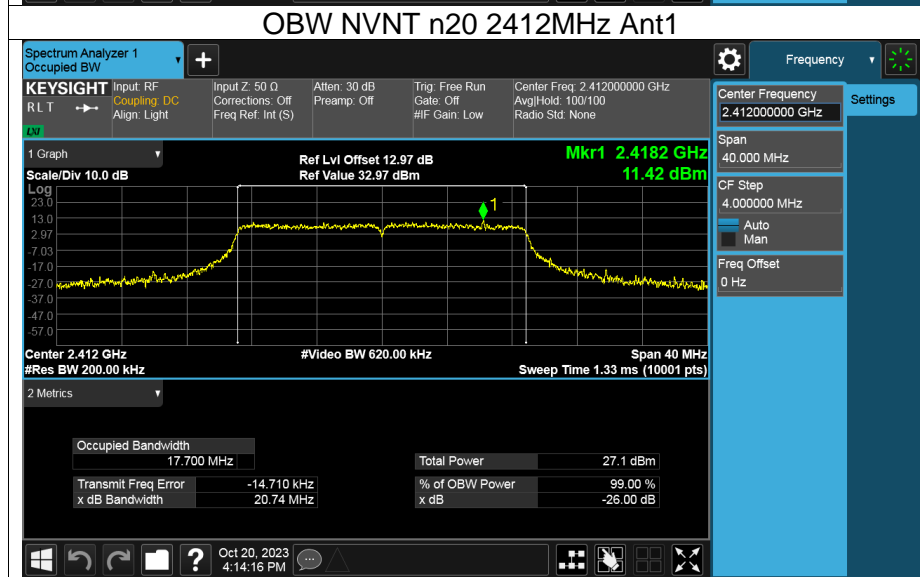 OBW NVNT n20 2412MHz Ant1
Spectrum Analyzer 1
Occupied BW
+
Frequency
KEYSIGHT
R L T
LXI
Input: RF
Coupling: DC
Align: Light
Input Z: 50 Ω
Corrections: Off
Freq Ref: Int (S)
Atten: 30 dB
Preamp: Off
Trig: Free Run
Gate: Off
#IF Gain: Low
Center Freq: 2.412000000 GHz
Avg|Hold: 100/100
Radio Std: None
Center Frequency
2.412000000 GHz
Settings
Span
40.000 MHz
CF Step
4.000000 MHz
Auto
Man
Freq Offset
0 Hz
1 Graph
Ref Lvl Offset 12.97 dB
Mkr1 2.4182 GHz
Scale/Div 10.0 dB
Ref Value 32.97 dBm
11.42 dBm
Log
23.0
13.0
2.97
-7.03
-17.0
-27.0
-37.0
-47.0
-57.0
1
Center 2.412 GHz
#Video BW 620.00 kHz
Span 40 MHz
#Res BW 200.00 kHz
Sweep Time 1.33 ms (10001 pts)
2 Metrics
Occupied Bandwidth
17.700 MHz
Total Power 27.1 dBm
Transmit Freq Error -14.710 kHz
% of OBW Power 99.00 %
x dB Bandwidth 20.74 MHz
x dB -26.00 dB
?
Oct 20, 2023
4:14:16 PM